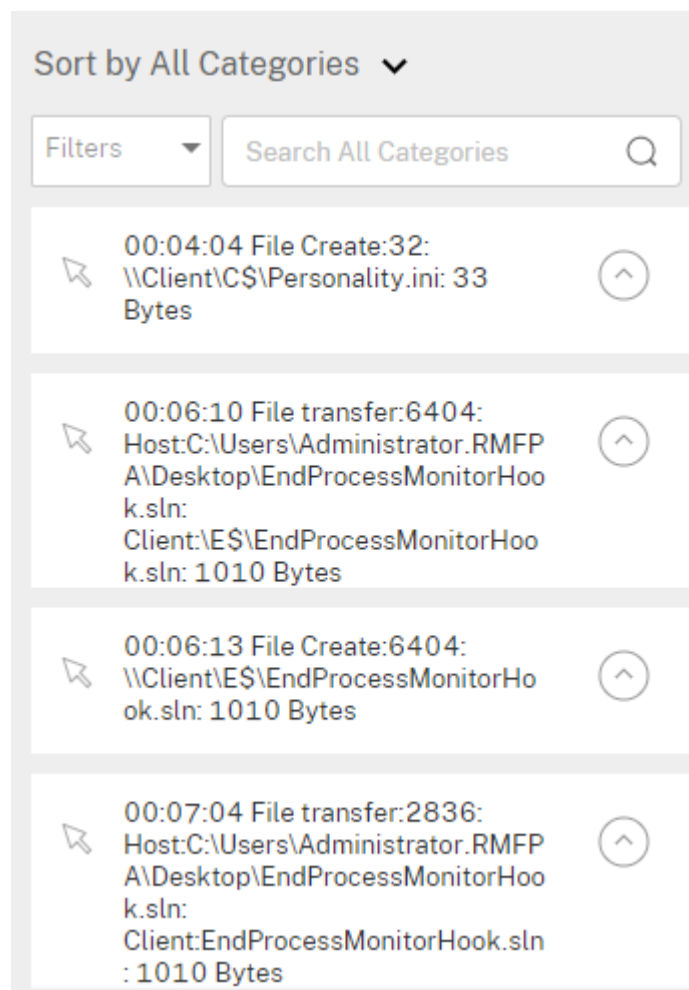 Sort by All Categories
Filters
Search All Categories
00:04:04 File Create:32:
\\Client\C$\Personality.ini: 33
Bytes
00:06:10 File transfer:6404:
Host:C:\Users\Administrator.RMFP
A\Desktop\EndProcessMonitorHoo
k.sln:
Client:\E$\EndProcessMonitorHoo
k.sln: 1010 Bytes
00:06:13 File Create:6404:
\\Client\E$\EndProcessMonitorHo
ok.sln: 1010 Bytes
00:07:04 File transfer:2836:
Host:C:\Users\Administrator.RMFP
A\Desktop\EndProcessMonitorHoo
k.sln:
Client:EndProcessMonitorHook.sln
: 1010 Bytes